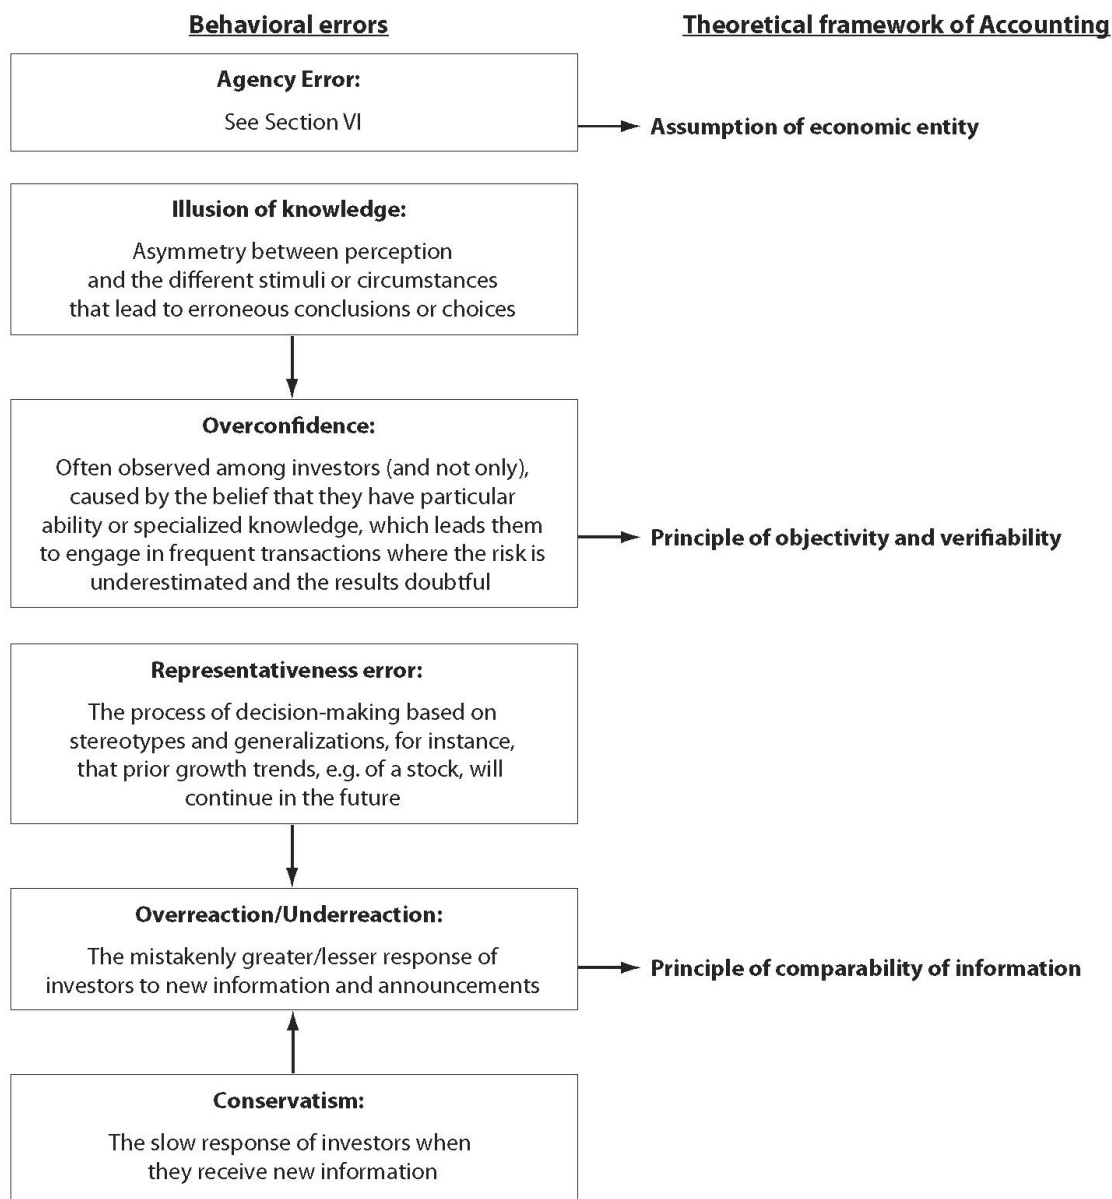 Behavioral errors
Theoretical framework of Accounting
Agency Error:
See Section VI
Assumption of economic entity
Illusion of knowledge:
Asymmetry between perception
and the different stimuli or circumstances
that lead to erroneous conclusions or choices
Overconfidence:
Often observed among investors (and not only),
caused by the belief that they have particular
ability or specialized knowledge, which leads them
to engage in frequent transactions where the risk is
underestimated and the results doubtful
Principle of objectivity and verifiability
Representativeness error:
The process of decision-making based on
stereotypes and generalizations, for instance,
that prior growth trends, e.g. of a stock, will
continue in the future
Overreaction/Underreaction:
The mistakenly greater/lesser response of
investors to new information and announcements
Principle of comparability of information
Conservatism:
The slow response of investors when
they receive new information